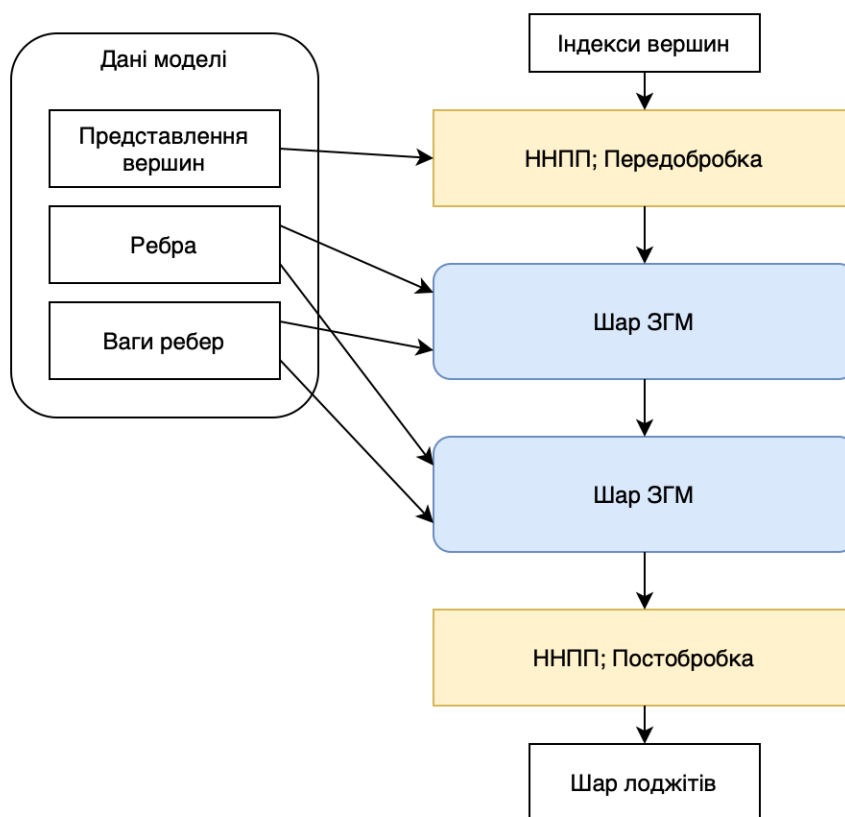 Дані моделі
Представлення
вершин
Ребра
Ваги ребер
Індекси вершин
ННПП; Передобробка
Шар ЗГМ
Шар ЗГМ
ННПП; Постобробка
Шар лоджітів